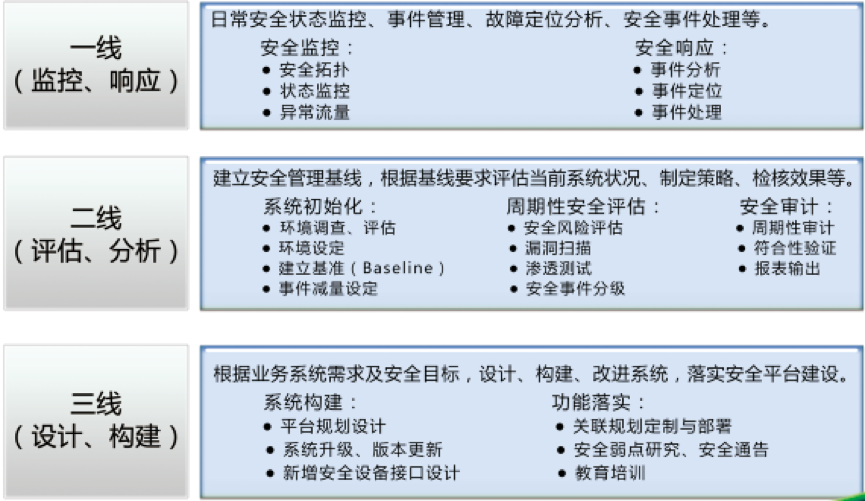 一线
（监控、响应）
日常安全状态监控、事件管理、故障定位分析、安全事件处理等。
安全监控：
● 安全拓扑
● 状态监控
● 异常流量
安全响应：
● 事件分析
● 事件定位
● 事件处理
二线
（评估、分析）
建立安全管理基线，根据基线要求评估当前系统状况、制定策略、检核效果等。
系统初始化：
● 环境调查、评估
● 环境设定
● 建立基准（Baseline）
● 事件减量设定
周期性安全评估：
● 安全风险评估
● 漏洞扫描
● 渗透测试
● 安全事件分级
安全审计：
● 周期性审计
● 符合性验证
● 报表输出
三线
（设计、构建）
根据业务系统需求及安全目标，设计、构建、改进系统，落实安全平台建设。
系统构建：
● 平台规划设计
● 系统升级、版本更新
● 新增安全设备接口设计
功能落实：
● 关联规划定制与部署
● 安全弱点研究、安全通告
● 教育培训